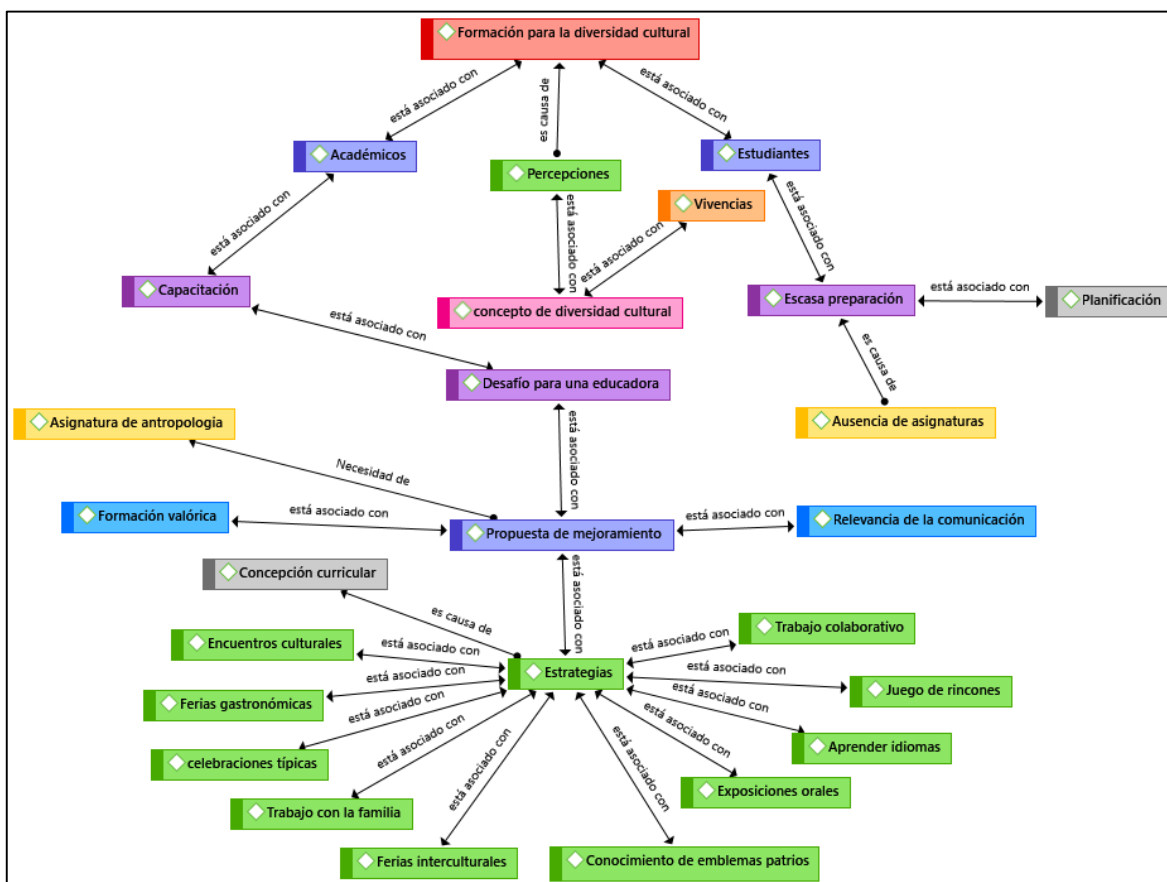 Formación para la diversidad cultural
está asociado con
es causa de
está asociado con
Académicos
Estudiantes
Percepciones
está asociado con
está asociado con
está asociado con
Vivencias
está asociado con
Capacitación
concepto de diversidad cultural
Escasa preparación
está asociado con
Planificación
está asociado con
es causa de
Desafío para una educadora
Asignatura de antropologia
Ausencia de asignaturas
Necesidad de
está asociado con
Formación valórica
está asociado con
Propuesta de mejoramiento
está asociado con
Relevancia de la comunicación
Concepción curricular
es causa de
está asociado con
Trabajo colaborativo
Encuentros culturales
está asociado con
está asociado con
Estrategias
Ferias gastronómicas
está asociado con
está asociado con
Juego de rincones
celebraciones típicas
está asociado con
está asociado con
Aprender idiomas
Trabajo con la familia
está asociado con
está asociado con
Exposiciones orales
Ferias interculturales
está asociado con
está asociado con
Conocimiento de emblemas patrios